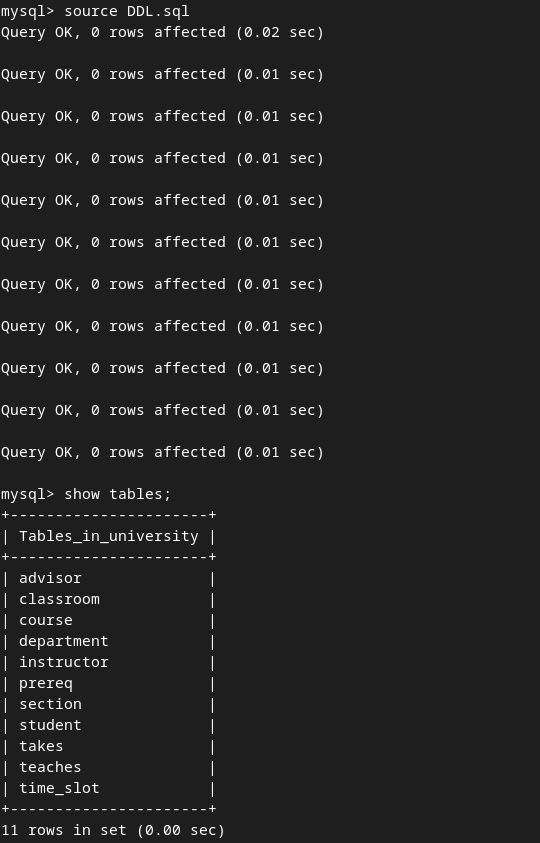 mysql> source DDL.sql
Query OK, 0 rows affected (0.02 sec)
Query OK, 0 rows affected (0.01 sec)
Query OK, 0 rows affected (0.01 sec)
Query OK, 0 rows affected (0.01 sec)
Query OK, 0 rows affected (0.01 sec)
Query OK, 0 rows affected (0.01 sec)
Query OK, 0 rows affected (0.01 sec)
Query OK, 0 rows affected (0.01 sec)
Query OK, 0 rows affected (0.01 sec)
Query OK, 0 rows affected (0.01 sec)
Query OK, 0 rows affected (0.01 sec)
mysql> show tables;
+----------------------+
| Tables_in_university |
+----------------------+
| advisor              |
| classroom            |
| course               |
| department           |
| instructor           |
| prereq               |
| section              |
| student              |
| takes                |
| teaches              |
| time_slot            |
+----------------------+
11 rows in set (0.00 sec)